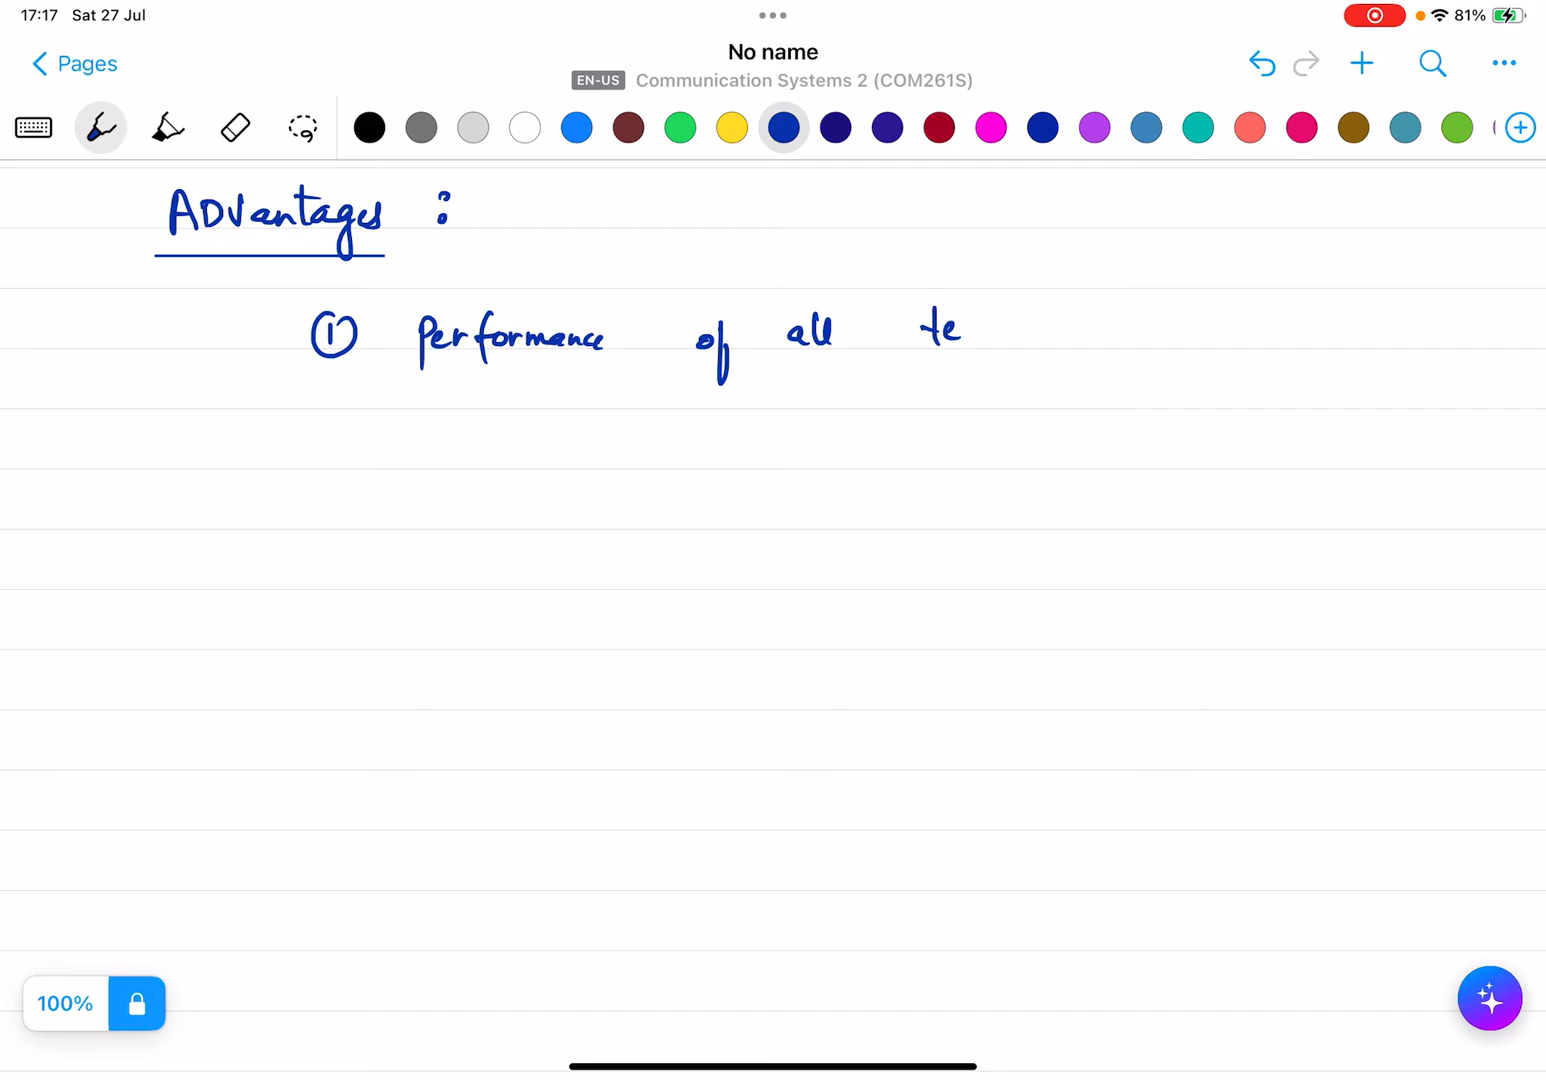 17:17 Sat 27 Jul 81%
Pages
No name
EN-US Communication Systems 2 (COM261S)
ADvantages :
① performance of all te
100%